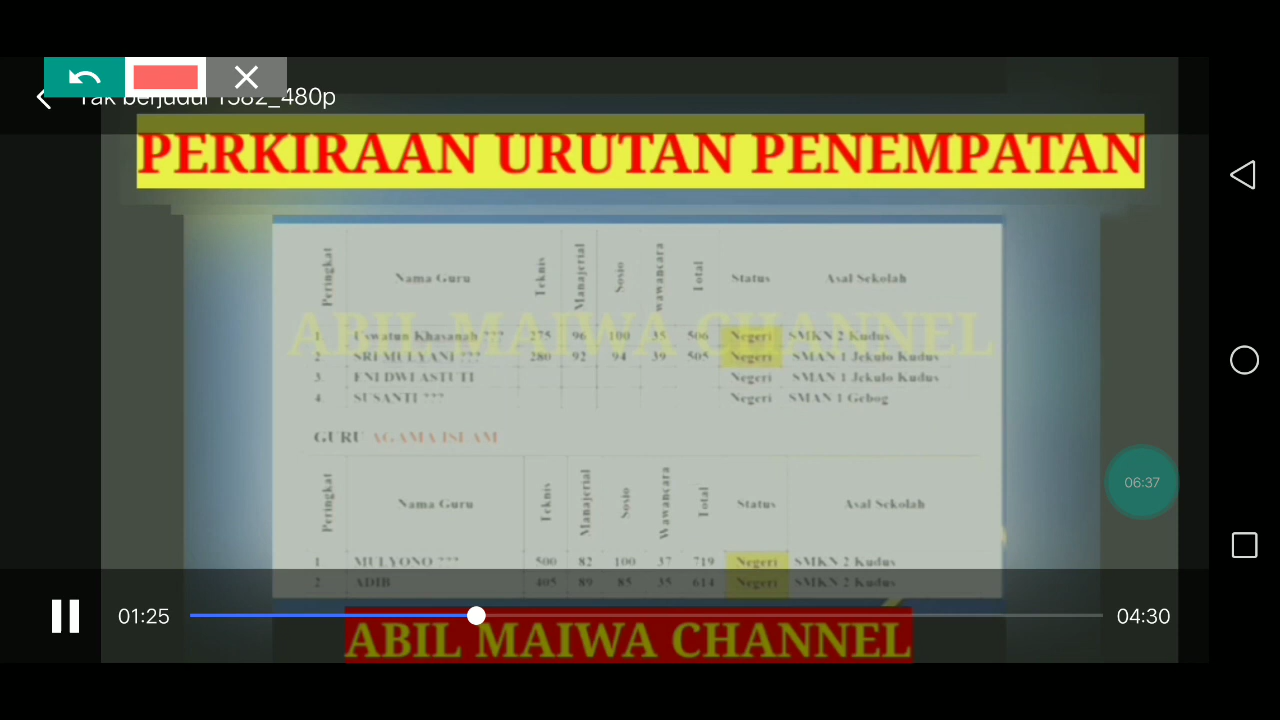 Tak berjudul 1582_480p
PERKIRAAN URUTAN PENEMPATAN
Peringkat Nama Guru Teknis Manajerial Sosio wawancara Total Status Asal Sekolah
ABIL MAIWA CHANNEL
1. Uswatun Khasanah ??? 275 96 100 35 506 Negeri SMKN 2 Kudus
2. SRI MULYANI ??? 280 92 94 39 505 Negeri SMAN 1 Jekulo Kudus
3. ENI DWI ASTUTI Negeri SMAN 1 Jekulo Kudus
4. SUSANTI ??? Negeri SMAN 1 Gebog
GURU AGAMA ISLAM
Peringkat Nama Guru Teknis Manajerial Sosio Wawancara Total Status Asal Sekolah
1 MULYONO ??? 500 82 100 37 719 Negeri SMKN 2 Kudus
2 ADIB 405 89 85 35 614 Negeri SMKN 2 Kudus
06:37
01:25
04:30
ABIL MAIWA CHANNEL